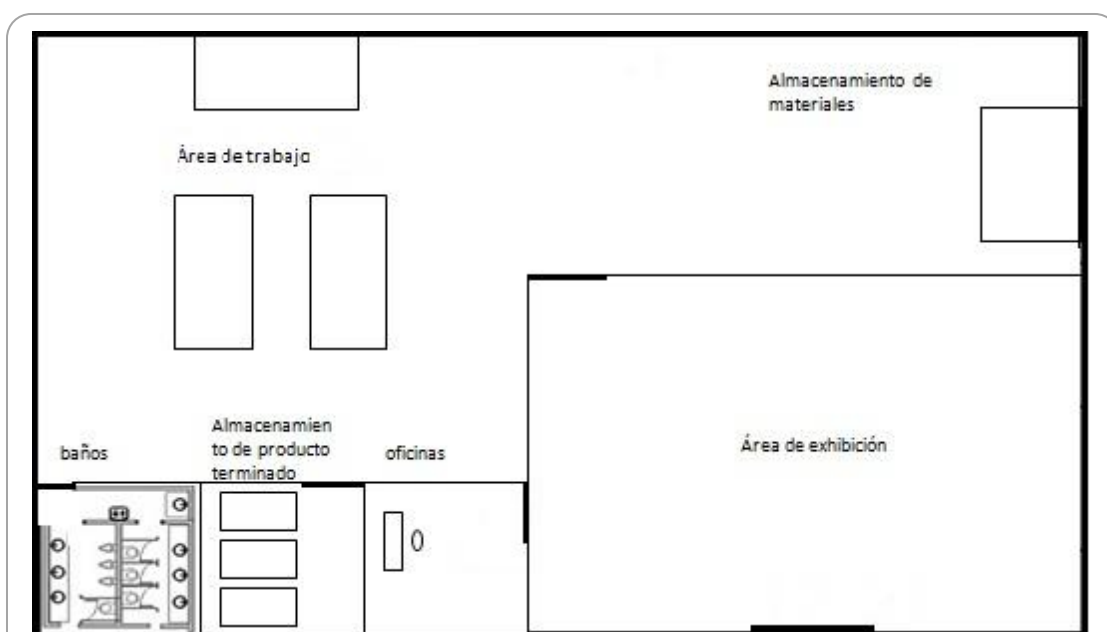 Almacenamiento de
materiales
Área de trabajo
Almacenamien
to de producto
terminado
baños
oficinas
Área de exhibición